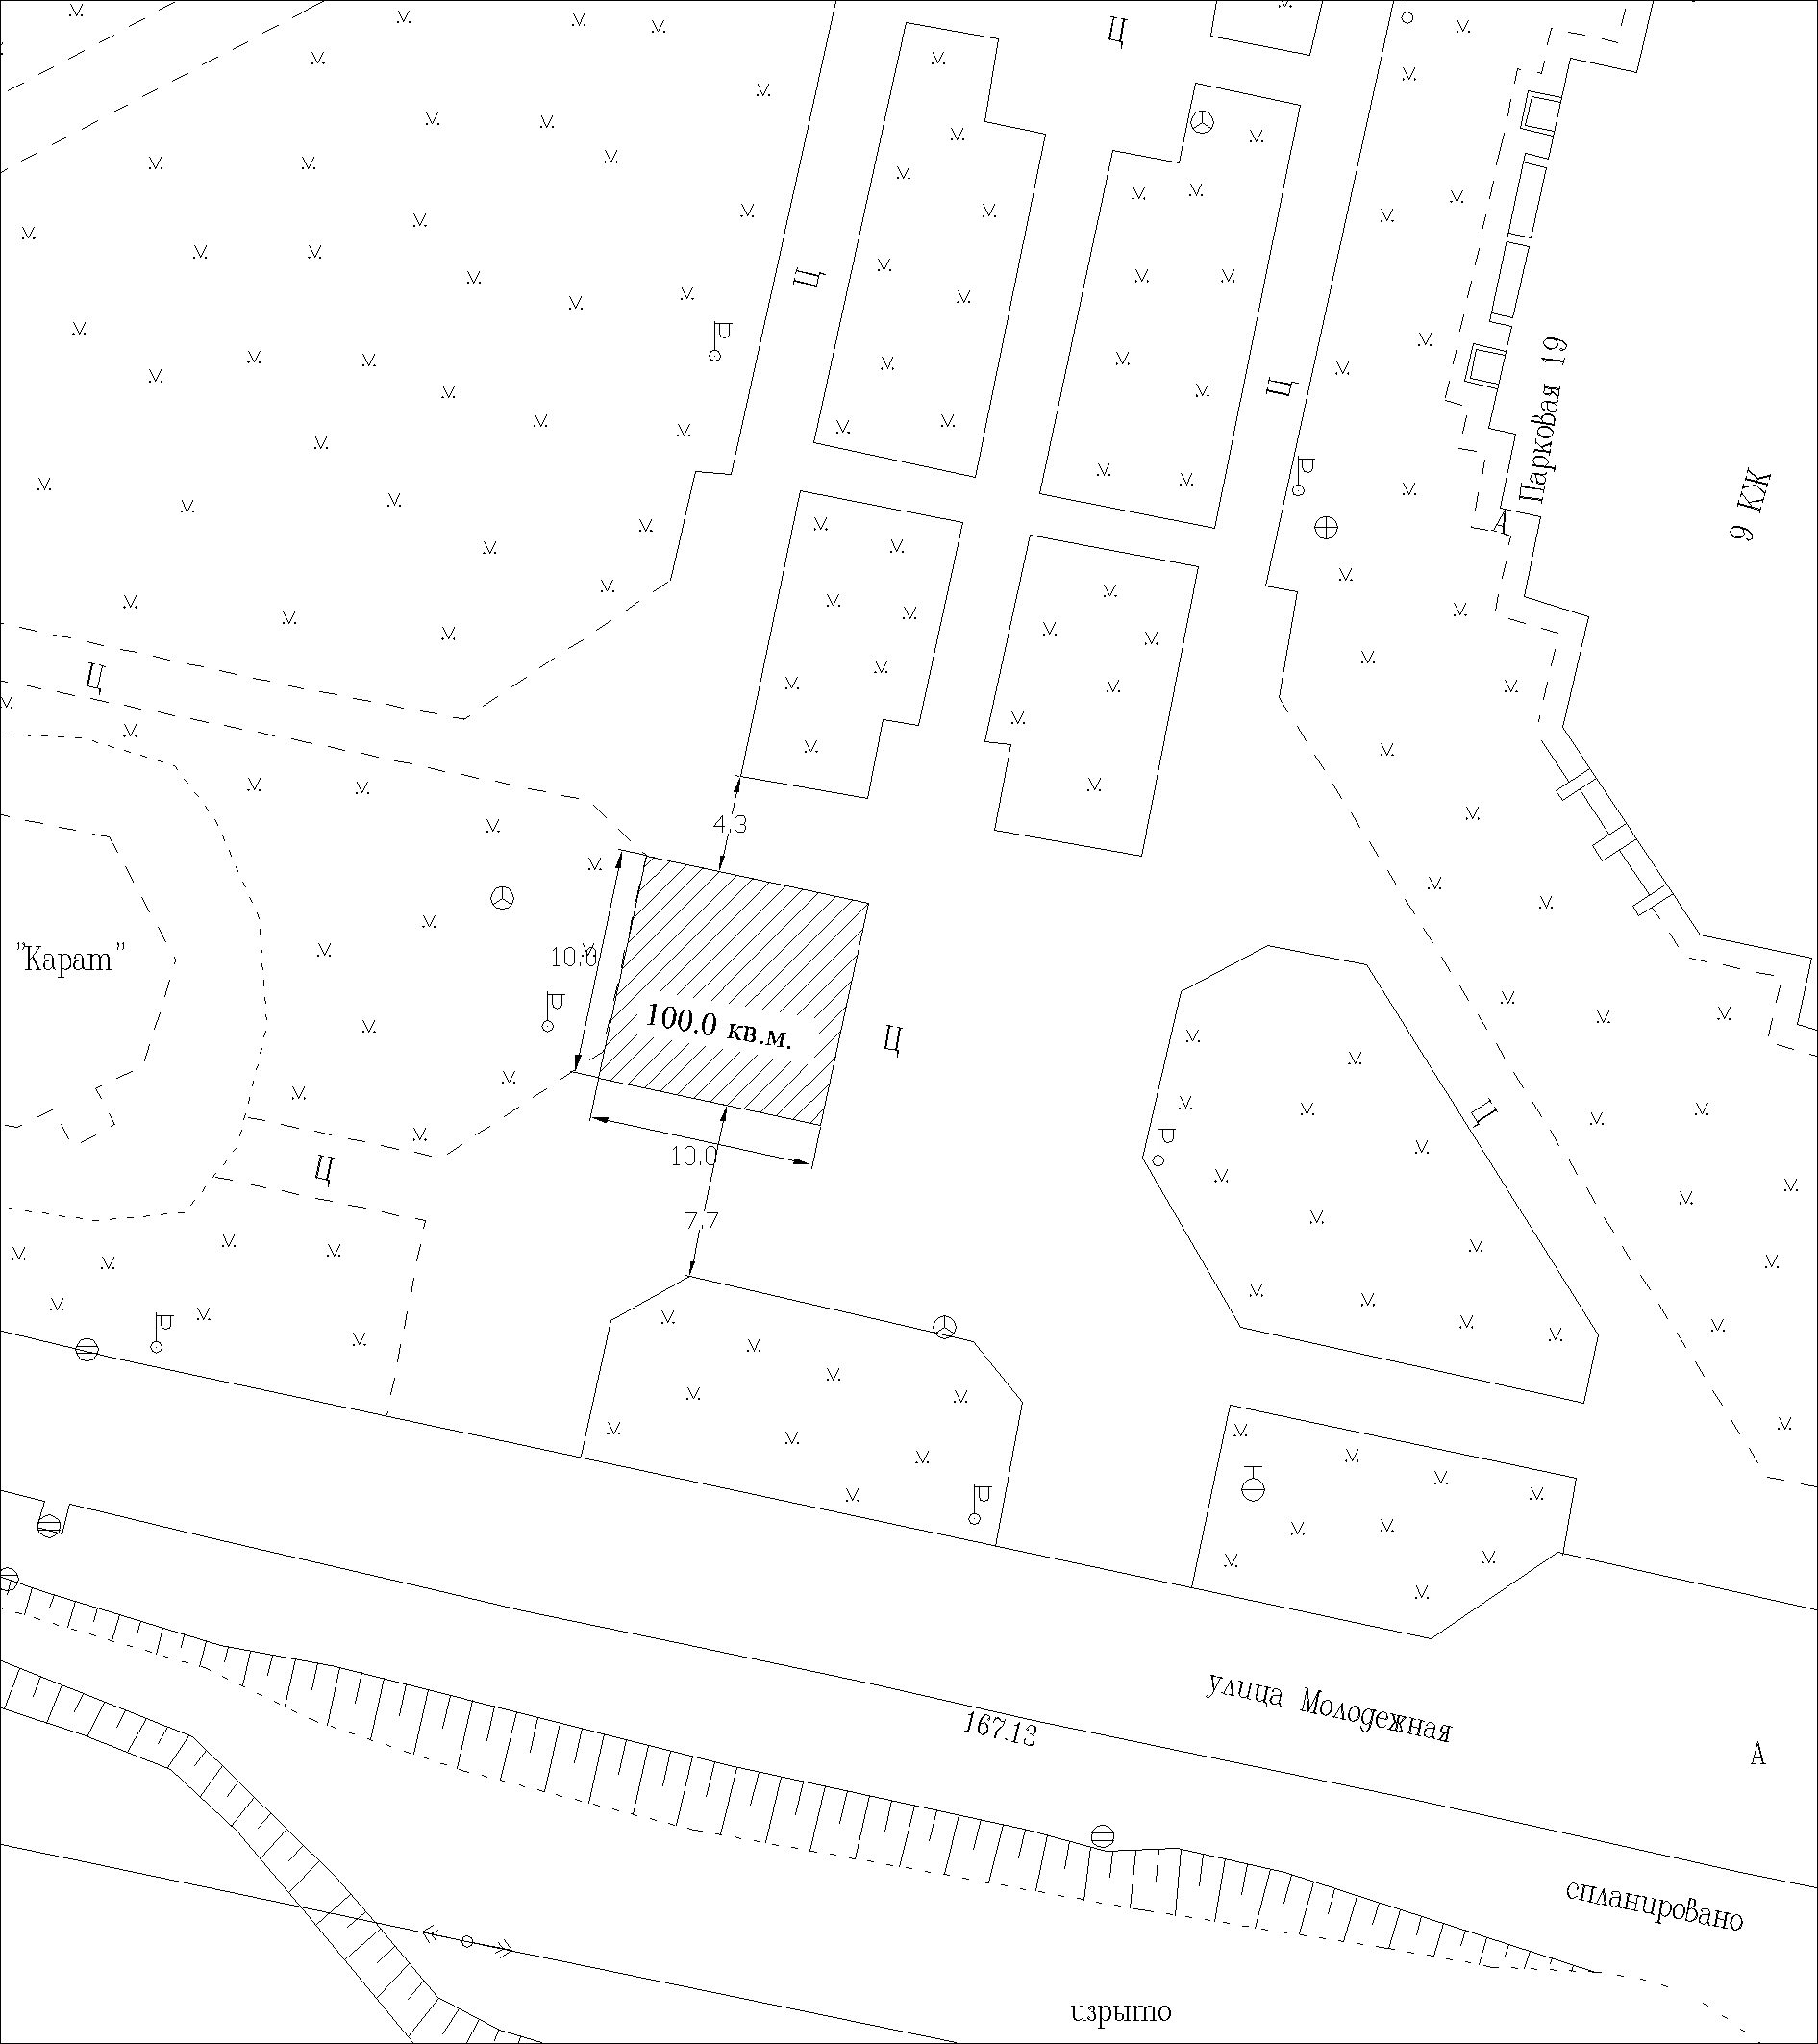 Ц
Ц
Ц
Парковая 19
9 КЖ
А
Ц
4,3
"Карат"
10,0
100.0 кв.м.
Ц
Ц
10,0
Ц
7,7
улица Молодежная
167.13
А
спланировано
изрыто